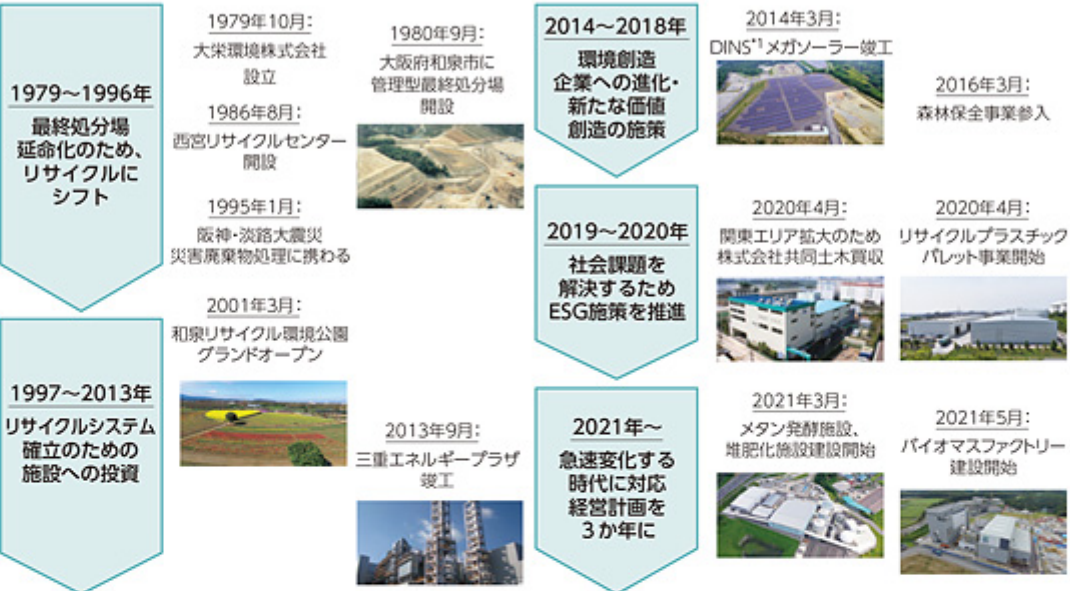 1979～1996年
最終処分場
延命化のため、
リサイクルに
シフト
1979年10月：
大栄環境株式会社
設立
1986年8月：
西宮リサイクルセンター
開設
1995年1月：
阪神・淡路大震災
災害廃棄物処理に携わる
1980年9月：
大阪府和泉市に
管理型最終処分場
開設
1997～2013年
リサイクルシステム
確立のための
施設への投資
2001年3月：
和泉リサイクル環境公園
グランドオープン
2013年9月：
三重エネルギープラザ
竣工
2014～2018年
環境創造
企業への進化・
新たな価値
創造の施策
2014年3月：
DINS*1メガソーラー竣工
2016年3月：
森林保全事業参入
2019～2020年
社会課題を
解決するため
ESG施策を推進
2020年4月：
関東エリア拡大のため
株式会社共同土木買収
2020年4月：
リサイクルプラスチック
パレット事業開始
2021年～
急速変化する
時代に対応
経営計画を
3か年に
2021年3月：
メタン発酵施設、
堆肥化施設建設開始
2021年5月：
バイオマスファクトリー
建設開始